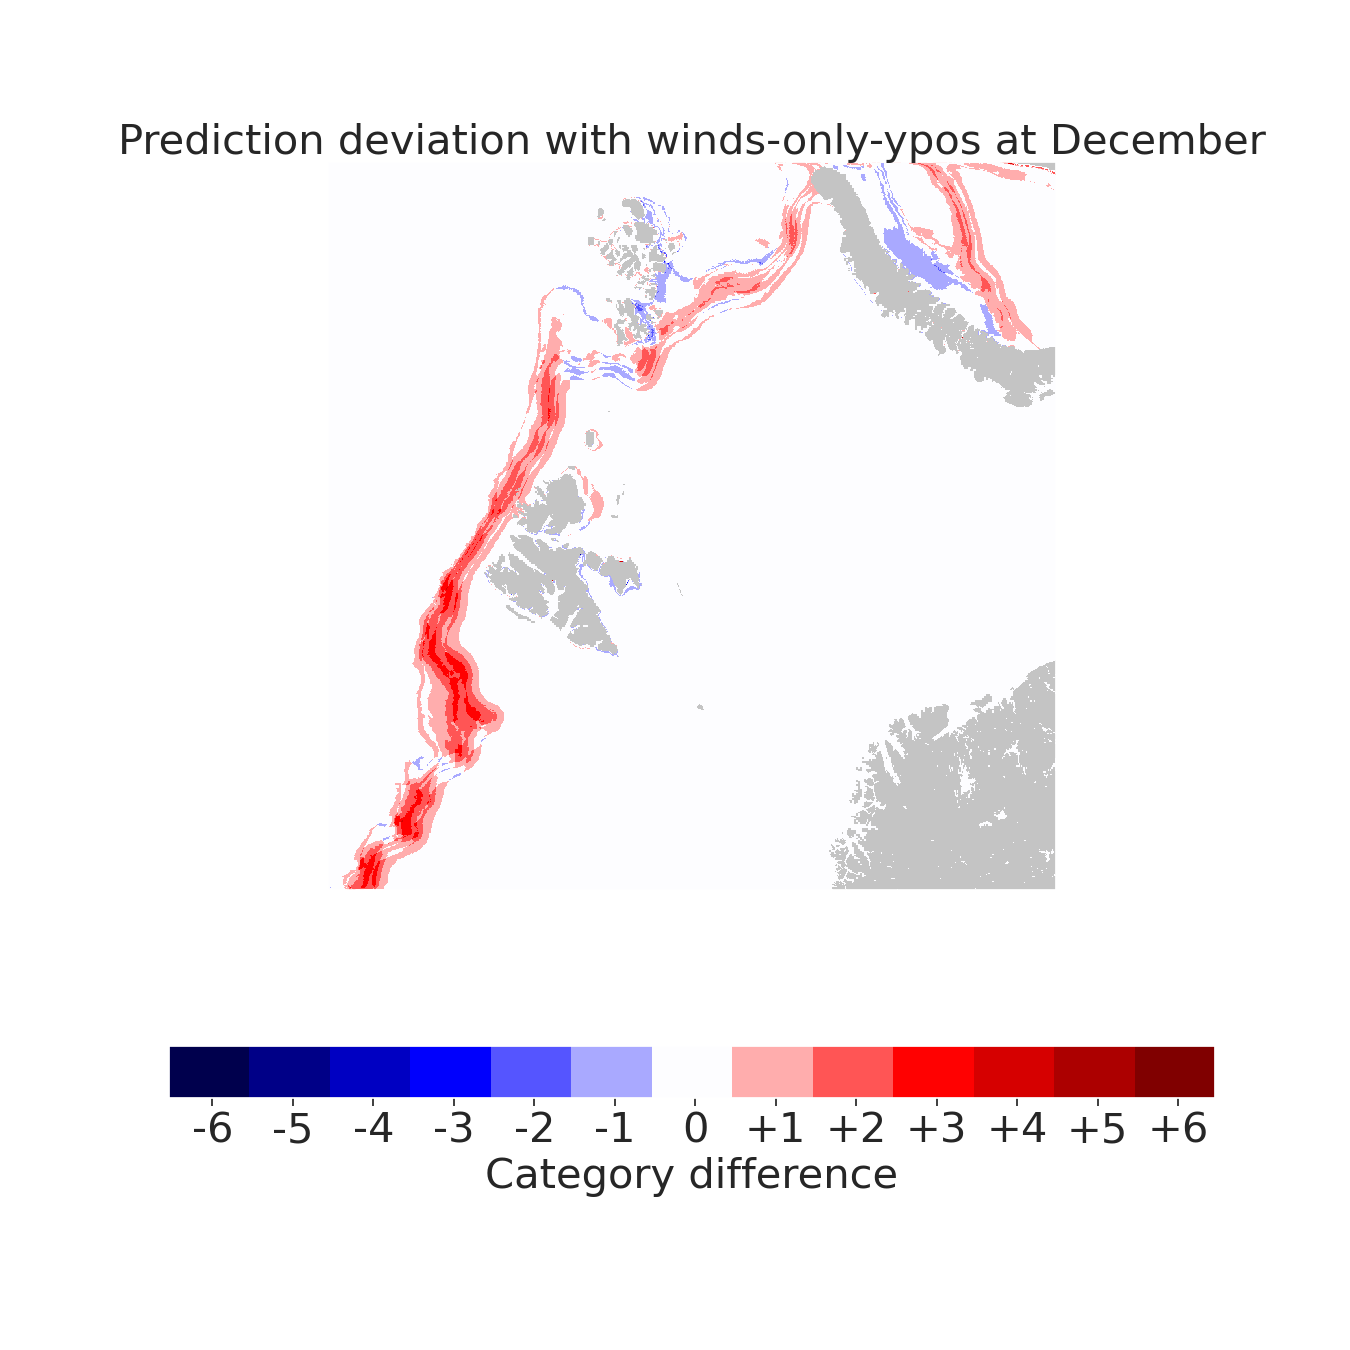 Prediction deviation with winds-only-ypos at December
-6 -5 -4 -3 -2 -1 0 +1 +2 +3 +4 +5 +6
Category difference